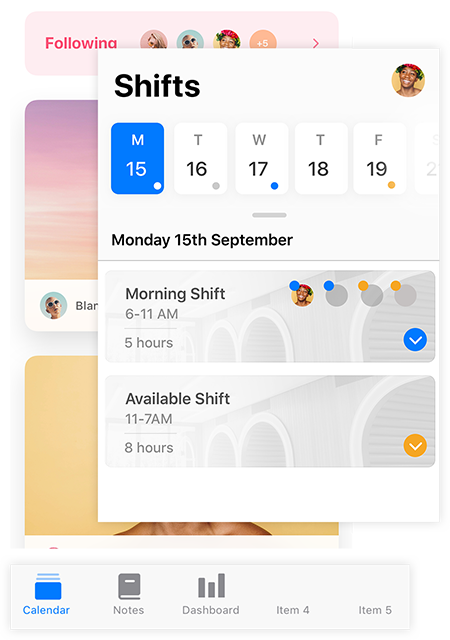 Following
+5
Shifts
M T W T F S
15 16 17 18 19
Monday 15th September
Morning Shift
6-11 AM
5 hours
Blan
Available Shift
11-7AM
8 hours
Calendar Notes Dashboard Item 4 Item 5